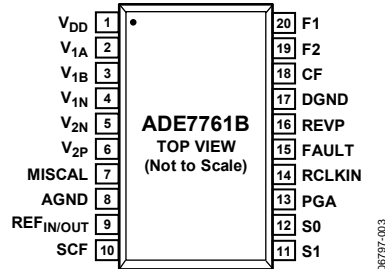 VDD 1
V1A 2
V1B 3
V1N 4
V2N 5
V2P 6
MISCAL 7
AGND 8
REFIN/OUT 9
SCF 10
ADE7761B
TOP VIEW
(Not to Scale)
20 F1
19 F2
18 CF
17 DGND
16 REVP
15 FAULT
14 RCLKIN
13 PGA
12 S0
11 S1
06797-003